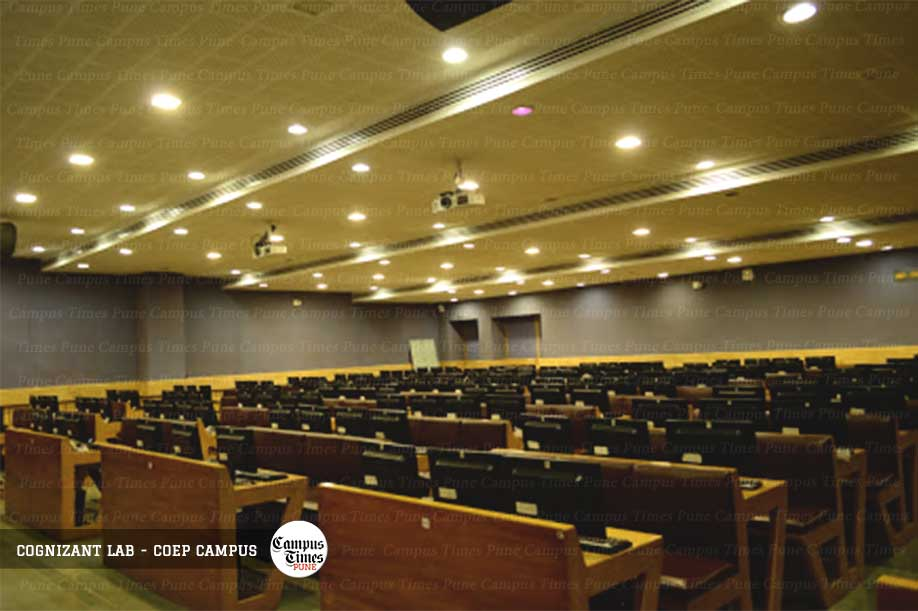 COGNIZANT LAB - COEP CAMPUS
Campus
Times
PUNE